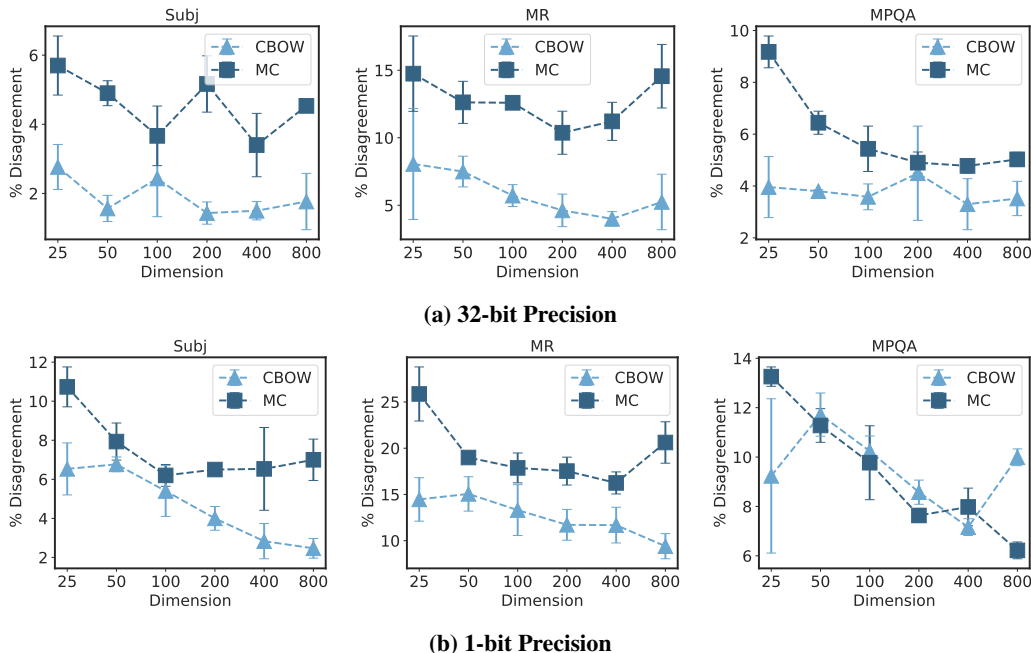 Subj
MR
MPQA
% Disagreement
6
4
2
CBOW
MC
25 50 100 200 400 800
Dimension
% Disagreement
15
10
5
CBOW
MC
25 50 100 200 400 800
Dimension
% Disagreement
10
8
6
4
2
CBOW
MC
25 50 100 200 400 800
Dimension
(a) 32-bit Precision
Subj
MR
MPQA
% Disagreement
12
10
8
6
4
2
CBOW
MC
25 50 100 200 400 800
Dimension
% Disagreement
25
20
15
10
CBOW
MC
25 50 100 200 400 800
Dimension
% Disagreement
14
12
10
8
6
CBOW
MC
25 50 100 200 400 800
Dimension
(b) 1-bit Precision